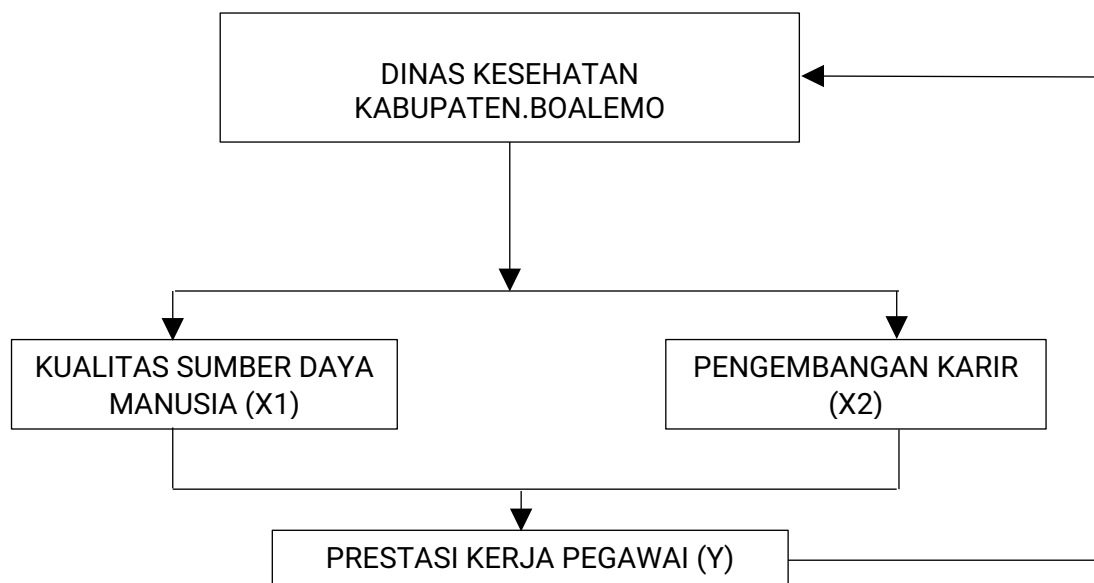 DINAS KESEHATAN
KABUPATEN.BOALEMO
KUALITAS SUMBER DAYA
MANUSIA (X1)
PENGEMBANGAN KARIR
(X2)
PRESTASI KERJA PEGAWAI (Y)